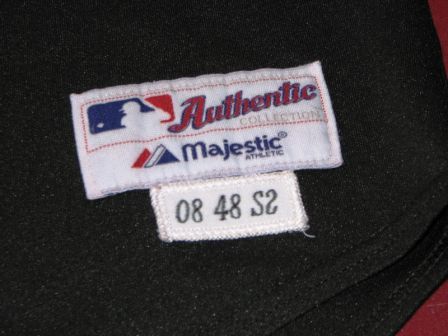 Authentic
COLLECTION
Majestic®
ATHLETIC
08 48 S2